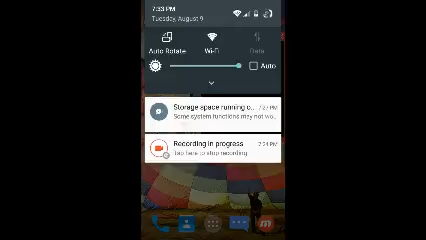 7:33 PM
Tuesday, August 9
Auto Rotate
Wi-Fi
Data
Auto
Storage space running o.. 7:27 PM
Some system functions may not wo..
Recording in progress 7:24 PM
Tap here to stop recording